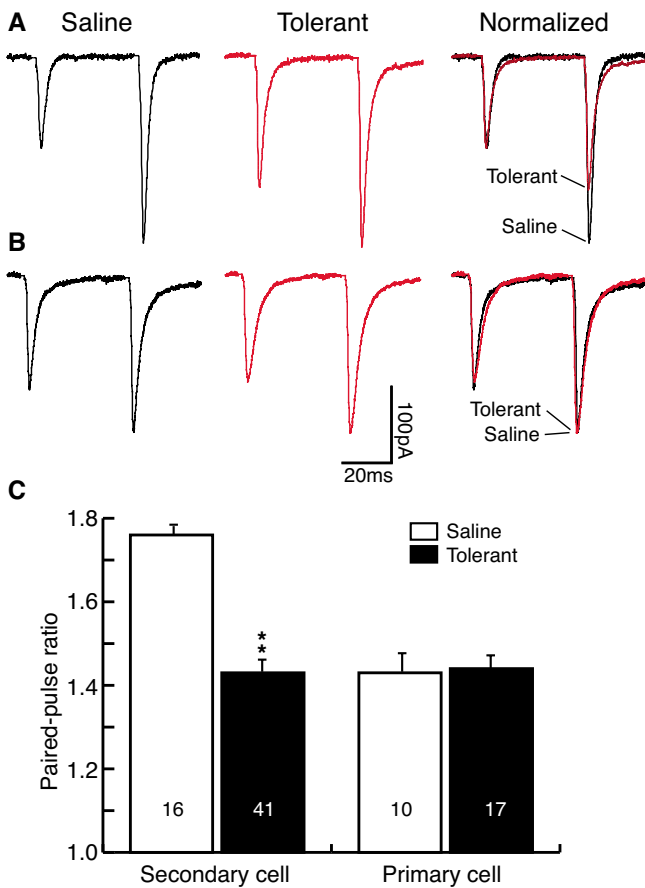 A Saline Tolerant Normalized
Tolerant
Saline
B
Tolerant
Saline
100pA
20ms
C
Paired-pulse ratio
1.8
1.6
1.4
1.2
1.0
Saline
Tolerant
**
16 41 10 17
Secondary cell Primary cell